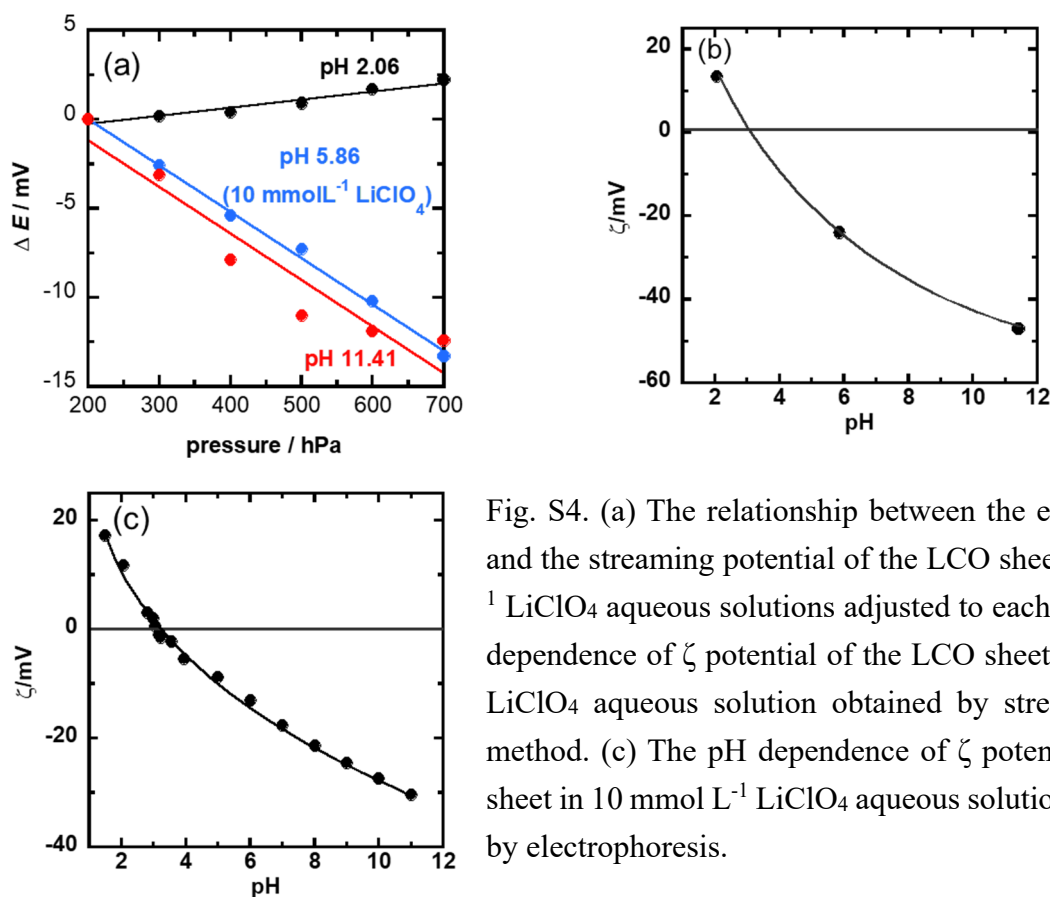 (a)
pH 2.06
pH 5.86
(10 mmolL-1 LiClO4)
pH 11.41
Δ E / mV
5
0
-5
-10
-15
200 300 400 500 600 700
pressure / hPa
(b)
ζ/mV
20
0
-20
-40
-60
2 4 6 8 10 12
pH
(c)
ζ/mV
20
0
-20
-40
2 4 6 8 10 12
pH
Fig. S4. (a) The relationship between the e
and the streaming potential of the LCO shee
1 LiClO4 aqueous solutions adjusted to each
dependence of ζ potential of the LCO sheet
LiClO4 aqueous solution obtained by stre
method. (c) The pH dependence of ζ poten
sheet in 10 mmol L-1 LiClO4 aqueous solutio
by electrophoresis.